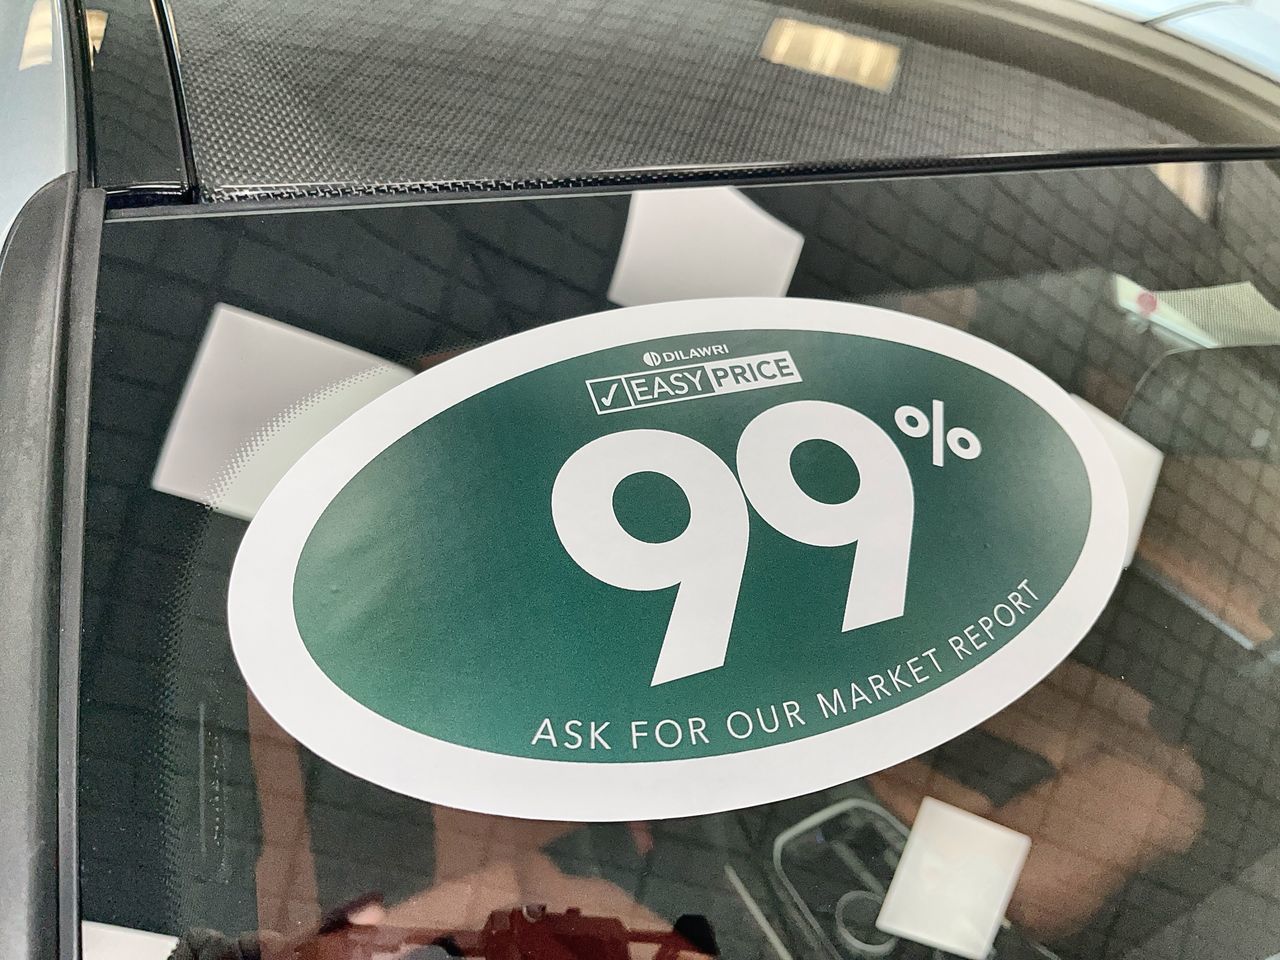 DILAWRI
✓ EASY PRICE
99%
ASK FOR OUR MARKET REPORT